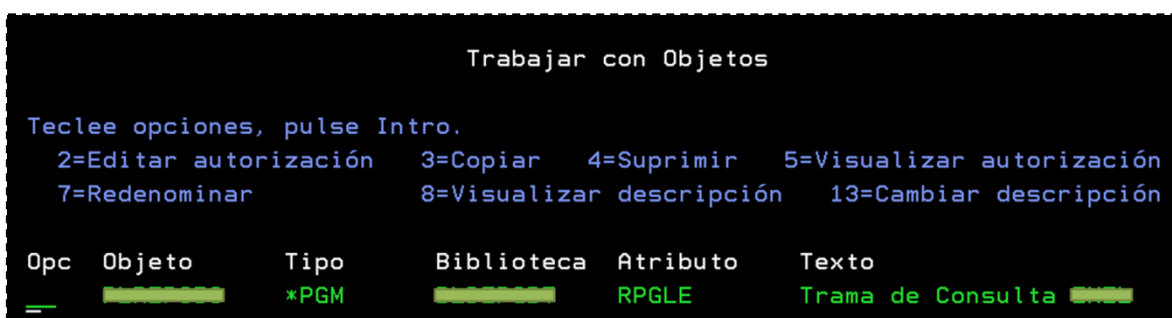 Trabajar con Objetos
Teclee opciones, pulse Intro.
2=Editar autorización 3=Copiar 4=Suprimir 5=Visualizar autorización
7=Redenominar 8=Visualizar descripción 13=Cambiar descripción
Opc Objeto Tipo Biblioteca Atributo Texto
*PGM RPGLE Trama de Consulta